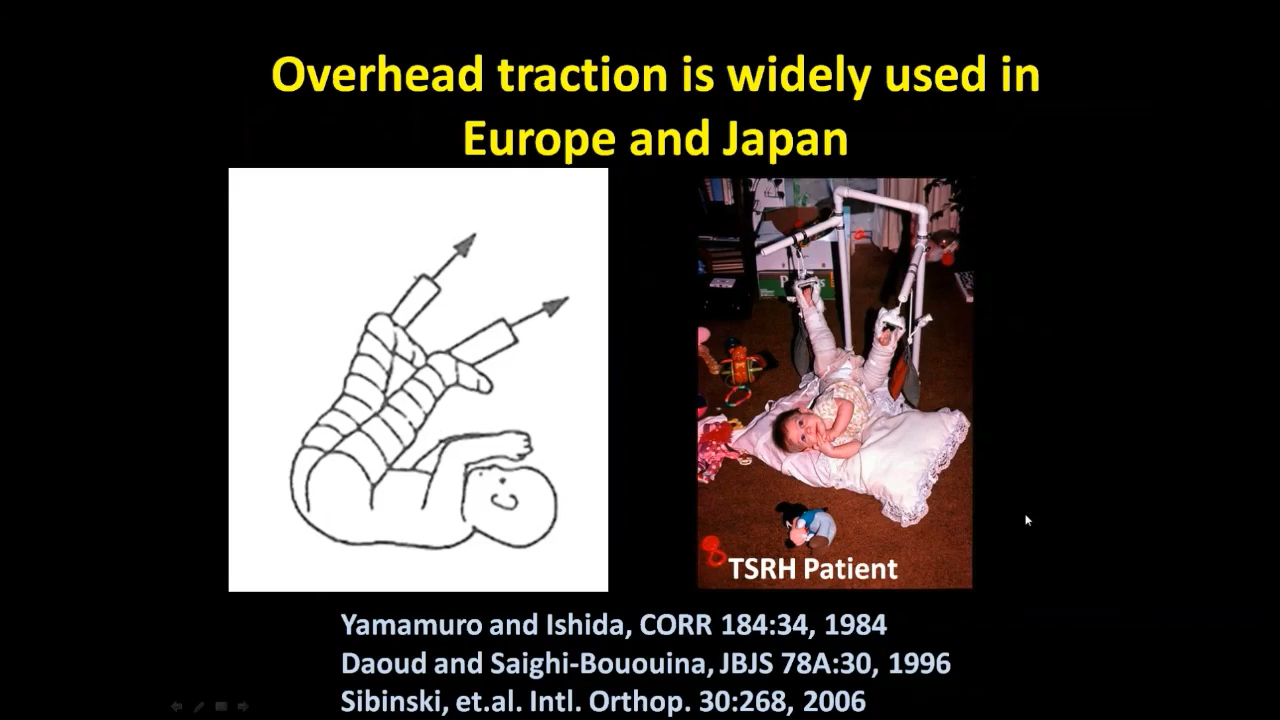 Overhead traction is widely used in
Europe and Japan
TSRH Patient
Yamamuro and Ishida, CORR 184:34, 1984
Daoud and Saighi-Bououina, JBJS 78A:30, 1996
Sibinski, et.al. Intl. Orthop. 30:268, 2006